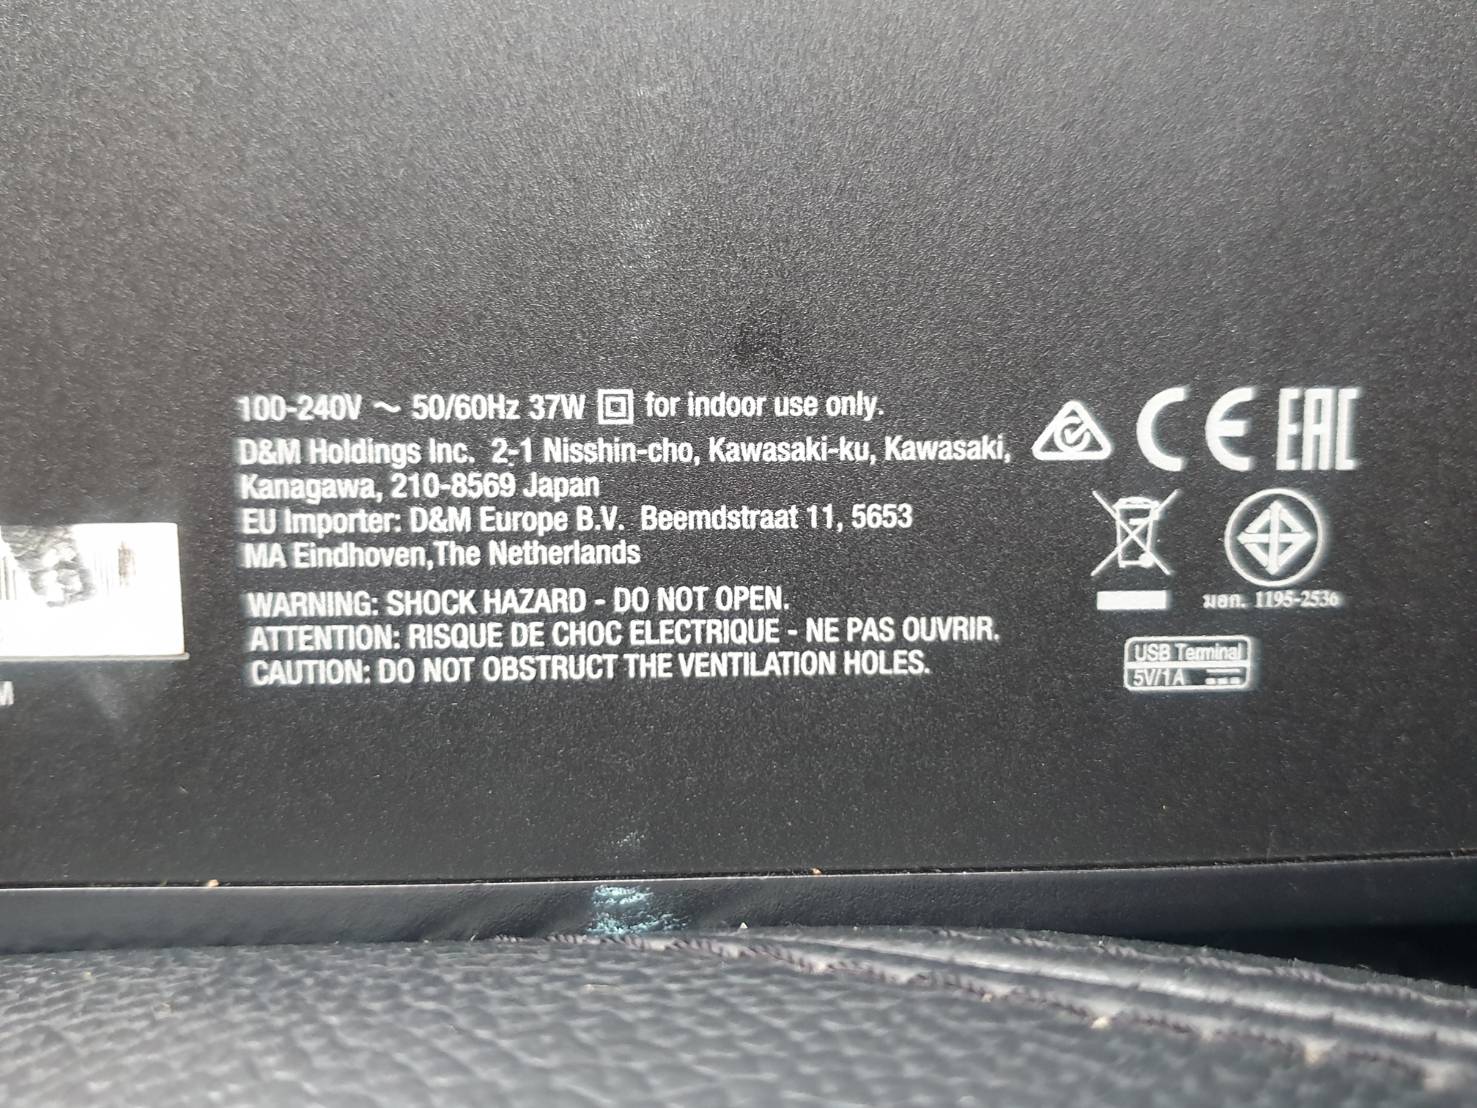 100-240V ~ 50/60Hz 37W for indoor use only.
D&M Holdings Inc. 2-1 Nisshin-cho, Kawasaki-ku, Kawasaki,
Kanagawa, 210-8569 Japan
EU Importer: D&M Europe B.V. Beemdstraat 11, 5653
MA Eindhoven,The Netherlands
WARNING: SHOCK HAZARD - DO NOT OPEN.
ATTENTION: RISQUE DE CHOC ELECTRIQUE - NE PAS OUVRIR.
CAUTION: DO NOT OBSTRUCT THE VENTILATION HOLES.
CE EAC
มอก. 1195-2536
USB Terminal
5V/1A
M